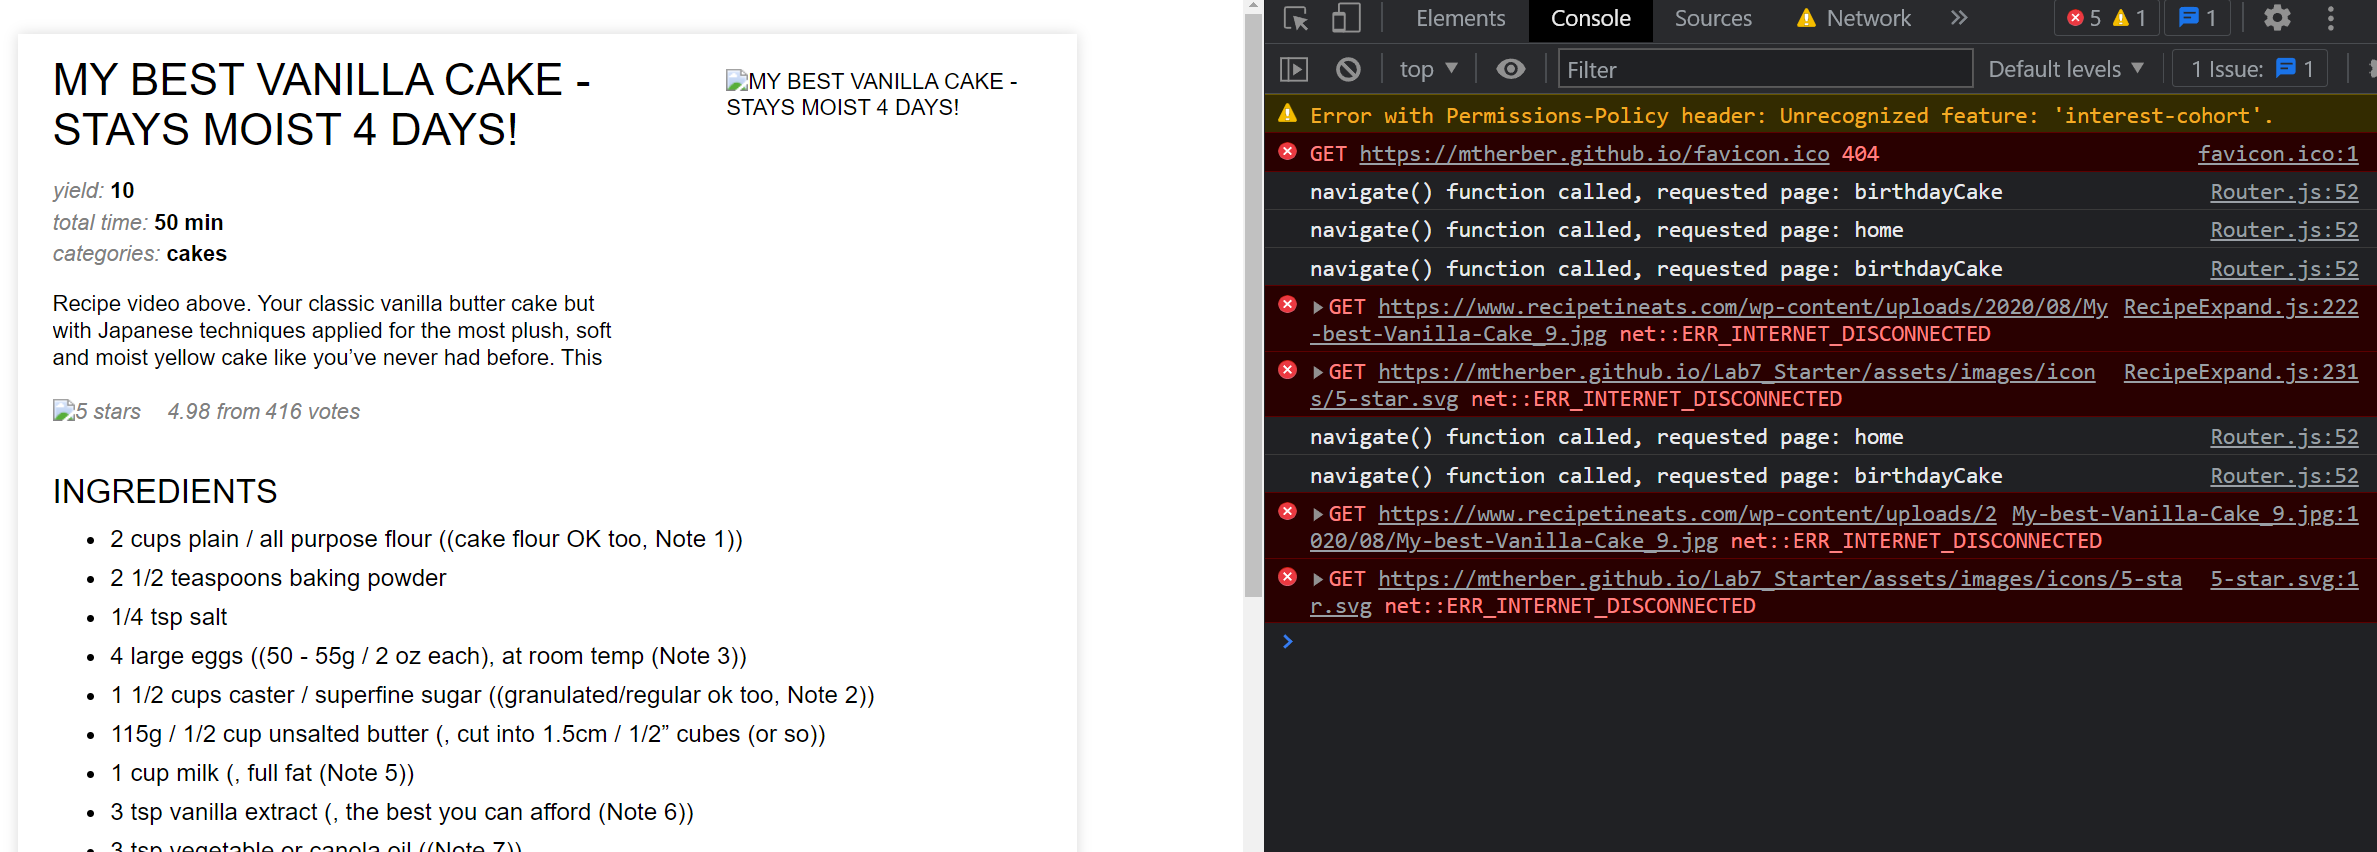 MY BEST VANILLA CAKE -
STAYS MOIST 4 DAYS!
MY BEST VANILLA CAKE -
STAYS MOIST 4 DAYS!
yield: 10
total time: 50 min
categories: cakes
Recipe video above. Your classic vanilla butter cake but
with Japanese techniques applied for the most plush, soft
and moist yellow cake like you’ve never had before. This
5 stars 4.98 from 416 votes
INGREDIENTS
• 2 cups plain / all purpose flour ((cake flour OK too, Note 1))
• 2 1/2 teaspoons baking powder
• 1/4 tsp salt
• 4 large eggs ((50 - 55g / 2 oz each), at room temp (Note 3))
• 1 1/2 cups caster / superfine sugar ((granulated/regular ok too, Note 2))
• 115g / 1/2 cup unsalted butter (, cut into 1.5cm / 1/2” cubes (or so))
• 1 cup milk (, full fat (Note 5))
• 3 tsp vanilla extract (, the best you can afford (Note 6))
• 3 tsp vegetable or canola oil ((Note 7))
Elements Console Sources Network » 5 1 1
top Filter Default levels 1 Issue: 1
Error with Permissions-Policy header: Unrecognized feature: 'interest-cohort'.
GET https://mtherber.github.io/favicon.ico 404 favicon.ico:1
navigate() function called, requested page: birthdayCake Router.js:52
navigate() function called, requested page: home Router.js:52
navigate() function called, requested page: birthdayCake Router.js:52
GET https://www.recipetineats.com/wp-content/uploads/2020/08/My RecipeExpand.js:222
-best-Vanilla-Cake_9.jpg net::ERR_INTERNET_DISCONNECTED
GET https://mtherber.github.io/Lab7_Starter/assets/images/icon RecipeExpand.js:231
s/5-star.svg net::ERR_INTERNET_DISCONNECTED
navigate() function called, requested page: home Router.js:52
navigate() function called, requested page: birthdayCake Router.js:52
GET https://www.recipetineats.com/wp-content/uploads/2 My-best-Vanilla-Cake_9.jpg:1
020/08/My-best-Vanilla-Cake_9.jpg net::ERR_INTERNET_DISCONNECTED
GET https://mtherber.github.io/Lab7_Starter/assets/images/icons/5-sta 5-star.svg:1
r.svg net::ERR_INTERNET_DISCONNECTED